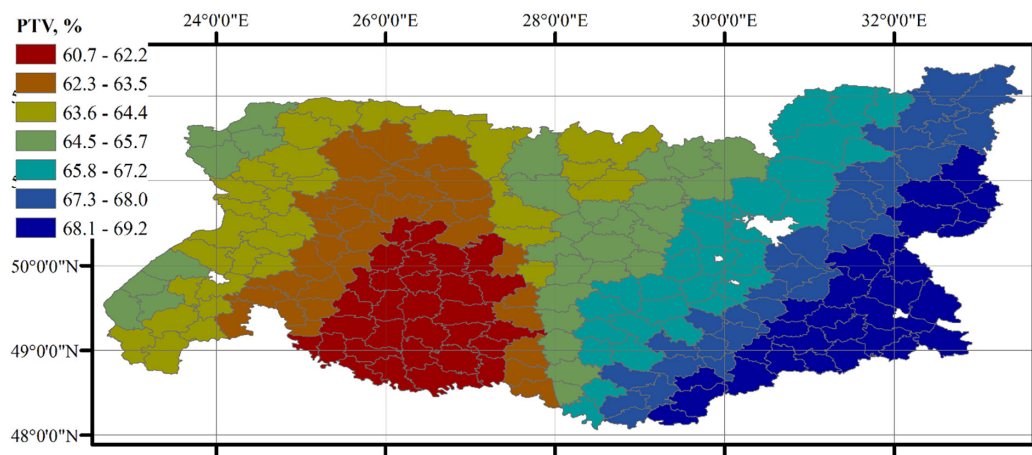 PTV, %
24°0'0"E 26°0'0"E 28°0'0"E 30°0'0"E 32°0'0"E
60.7 - 62.2
62.3 - 63.5
63.6 - 64.4
64.5 - 65.7
65.8 - 67.2
67.3 - 68.0
68.1 - 69.2
50°0'0"N
49°0'0"N
48°0'0"N